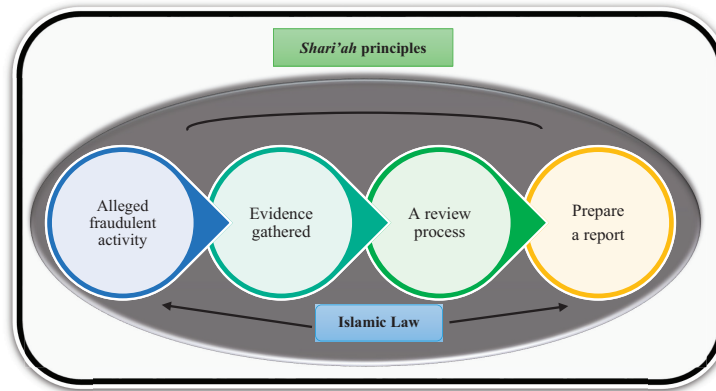 Shari’ah principles
Alleged
fraudulent
activity
Evidence
gathered
A review
process
Prepare
a report
Islamic Law